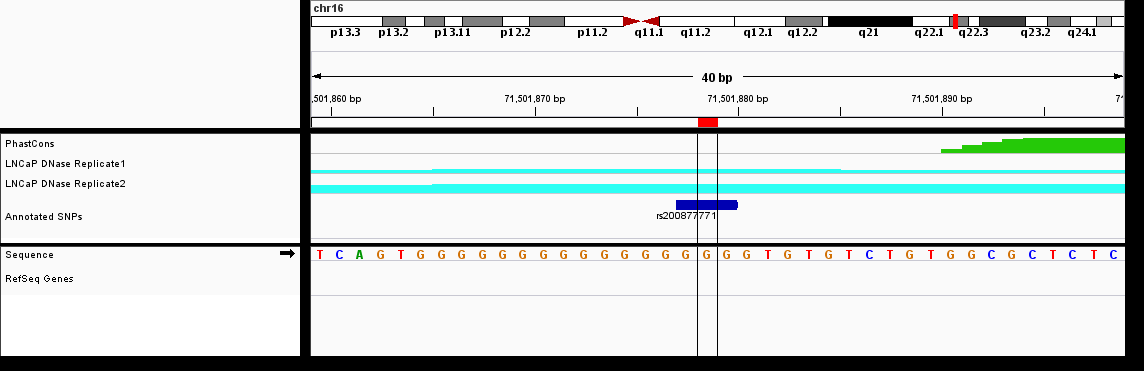 chr16
p13.3 p13.2 p13.11 p12.2 p11.2 q11.1 q11.2 q12.1 q12.2 q21 q22.1 q22.3 q23.2 q24.1
40 bp
,501,860 bp 71,501,870 bp 71,501,880 bp 71,501,890 bp
PhastCons
LNCaP DNase Replicate1
LNCaP DNase Replicate2
Annotated SNPs rs200877771
Sequence T C A G T G G G G G G G G G G G G G G G G G T G T G T C T G T G G C G C T C T C
RefSeq Genes